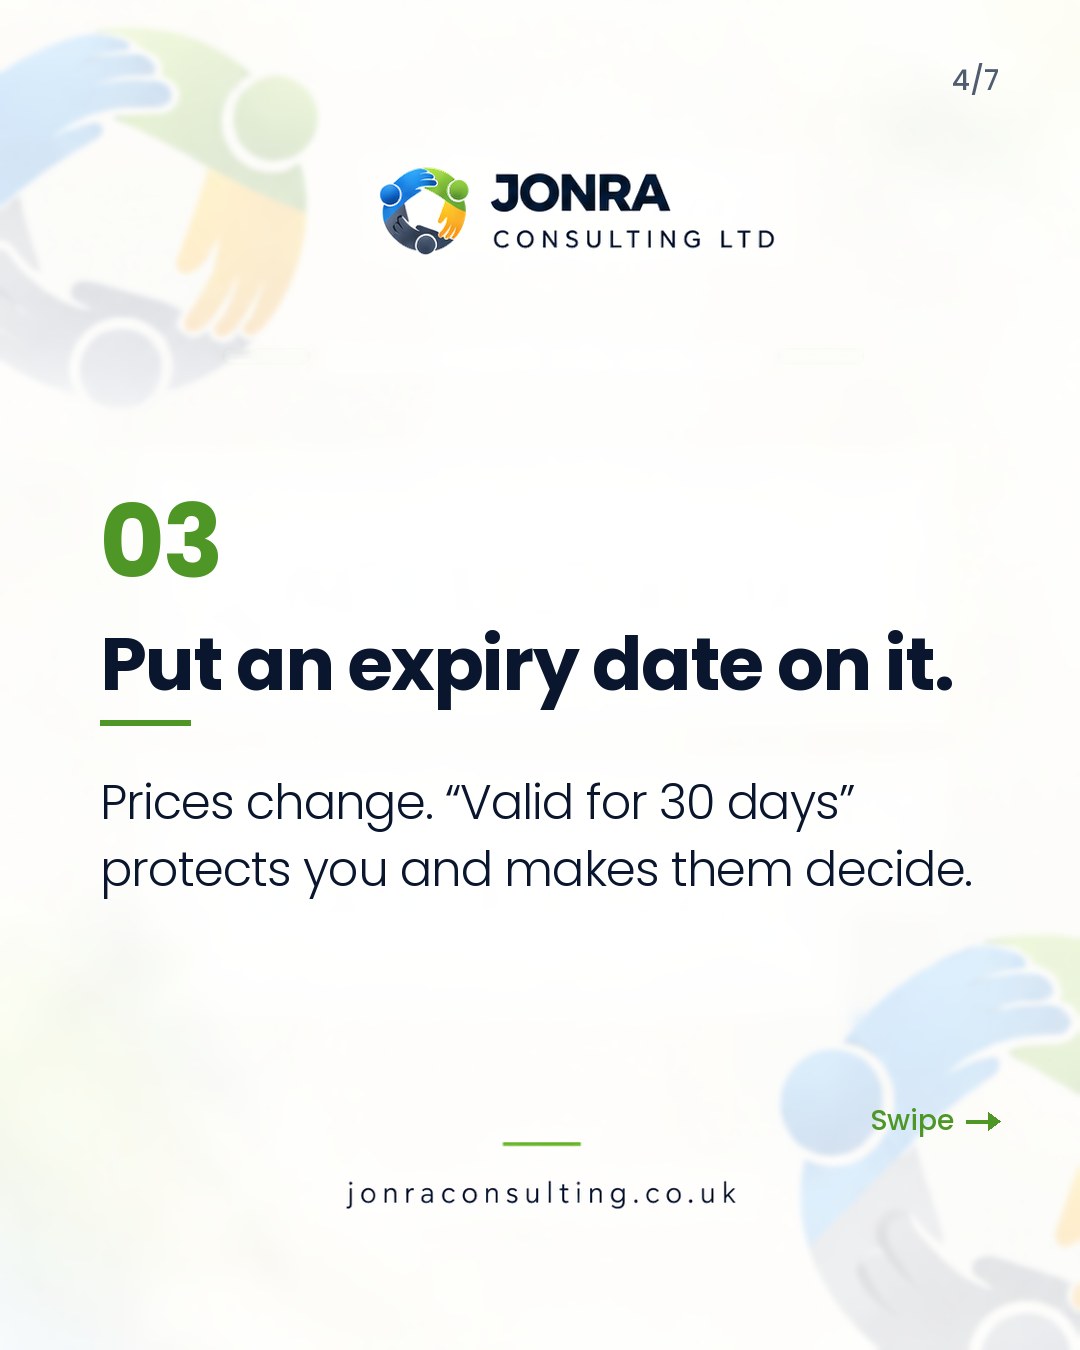 4/7
JONRA
CONSULTING LTD
03
Put an expiry date on it.
Prices change. “Valid for 30 days”
protects you and makes them decide.
Swipe →
jonraconsulting.co.uk